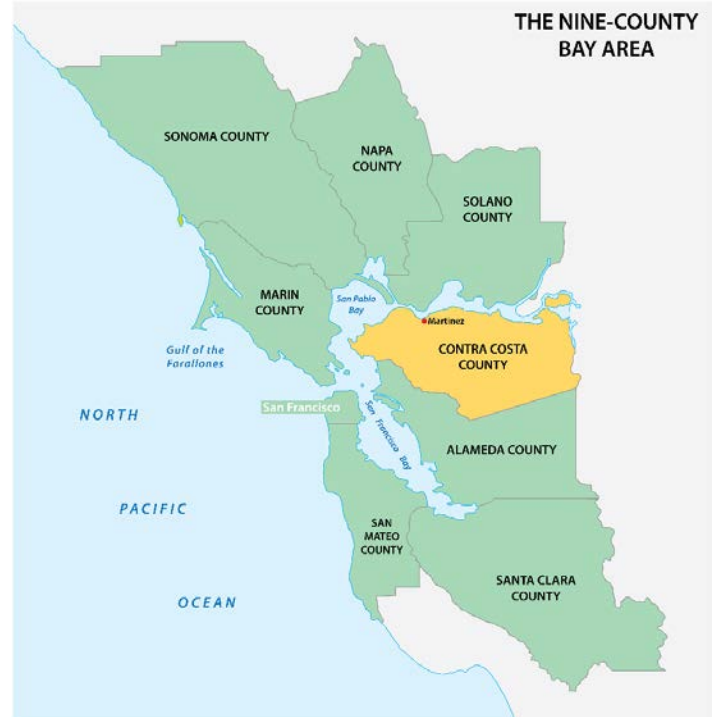 THE NINE-COUNTY
BAY AREA
SONOMA COUNTY
NAPA
COUNTY
SOLANO
COUNTY
MARIN
COUNTY
San Pablo
Bay
Martinez
CONTRA COSTA
COUNTY
Gulf of the
Farallones
San Francisco
San Francisco Bay
NORTH
PACIFIC
OCEAN
ALAMEDA COUNTY
SAN
MATEO
COUNTY
SANTA CLARA
COUNTY